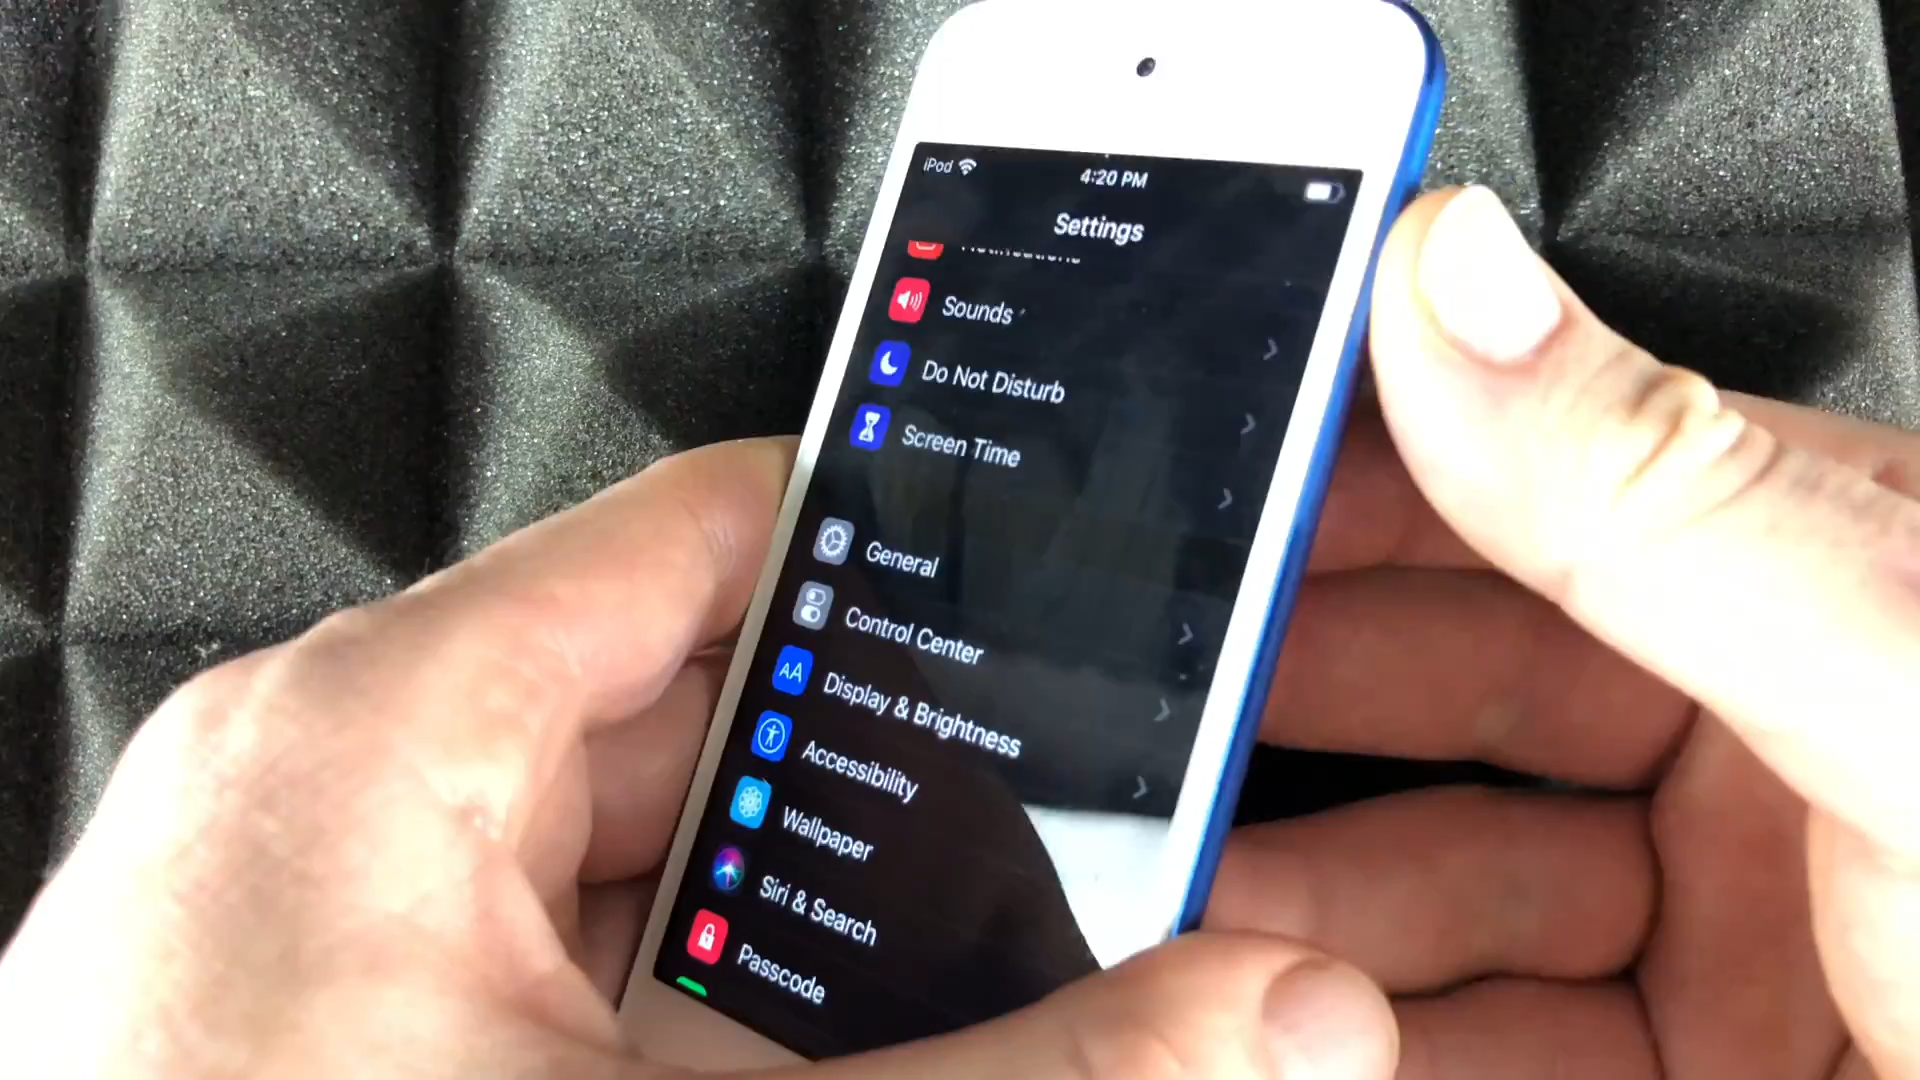 iPod
4:20 PM
Settings
Notifications
Sounds
Do Not Disturb
Screen Time
General
Control Center
AA
Display & Brightness
Accessibility
Wallpaper
Siri & Search
Passcode